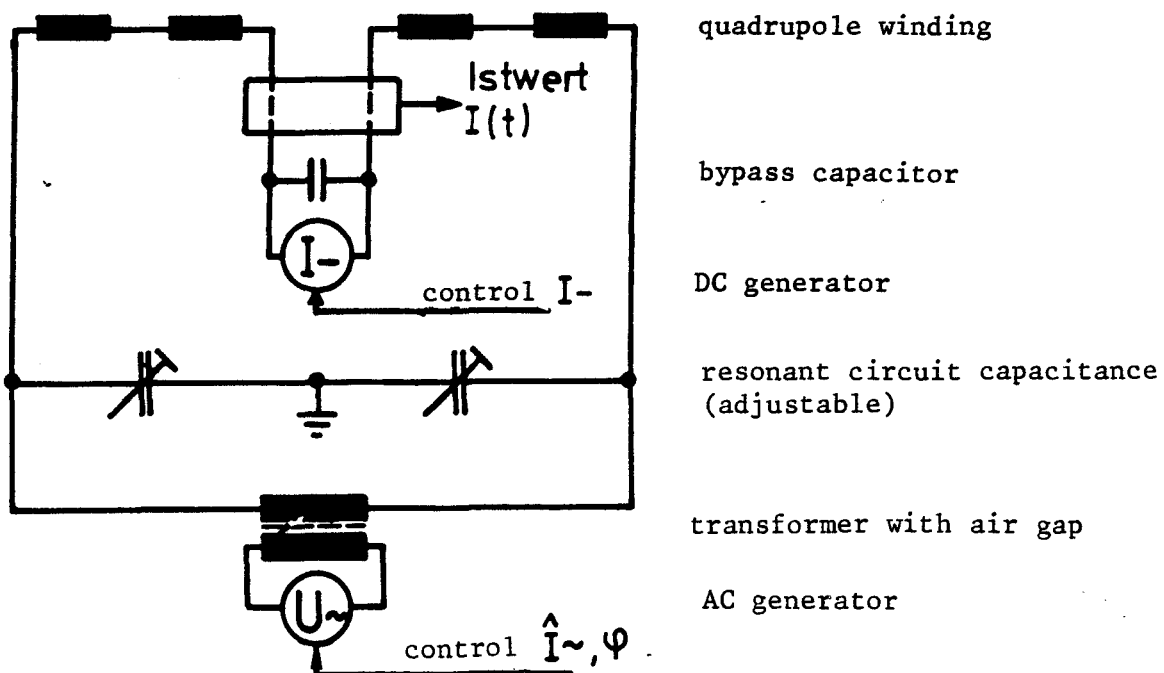 quadrupole winding
Istwert
I(t)
bypass capacitor
I-
control I-
DC generator
resonant circuit capacitance
(adjustable)
transformer with air gap
U~
AC generator
control Î~,φ